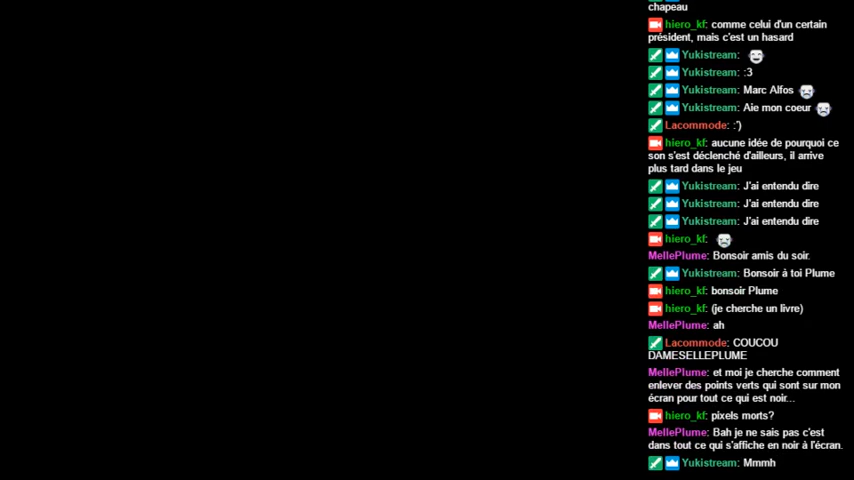 chapeau
hiero_kf: comme celui d'un certain
président, mais c'est un hasard
Yukistream:
Yukistream: :3
Yukistream: Marc Alfos
Yukistream: Aie mon coeur
Lacommode: :')
hiero_kf: aucune idée de pourquoi ce
son s'est déclenché d'ailleurs, il arrive
plus tard dans le jeu
Yukistream: J'ai entendu dire
Yukistream: J'ai entendu dire
Yukistream: J'ai entendu dire
hiero_kf:
MellePlume: Bonsoir amis du soir.
Yukistream: Bonsoir à toi Plume
hiero_kf: bonsoir Plume
hiero_kf: (je cherche un livre)
MellePlume: ah
Lacommode: COUCOU
DAMESELLEPLUME
MellePlume: et moi je cherche comment
enlever des points verts qui sont sur mon
écran pour tout ce qui est noir...
hiero_kf: pixels morts?
MellePlume: Bah je ne sais pas c'est
dans tout ce qui s'affiche en noir à l'écran.
Yukistream: Mmmh